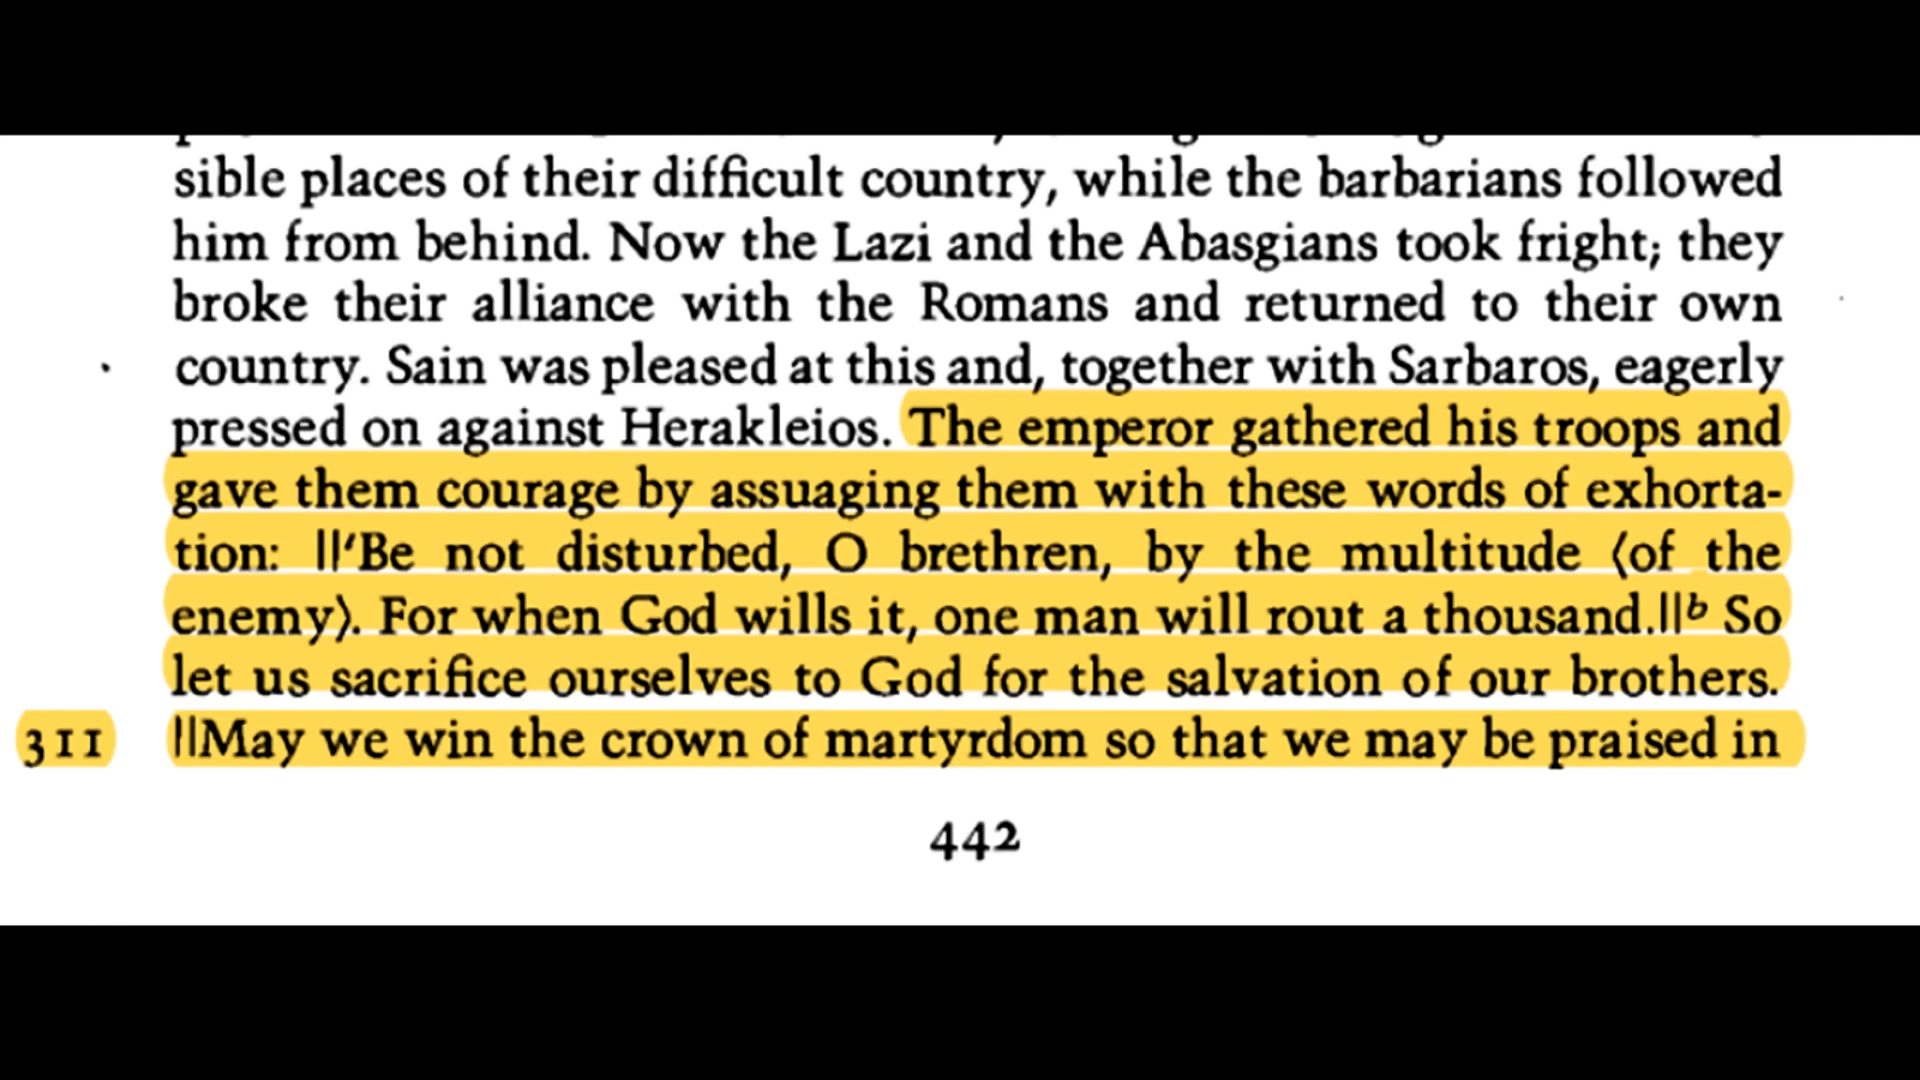 sible places of their difficult country, while the barbarians followed
him from behind. Now the Lazi and the Abasgians took fright; they
broke their alliance with the Romans and returned to their own
country. Sain was pleased at this and, together with Sarbaros, eagerly
pressed on against Herakleios. The emperor gathered his troops and
gave them courage by assuaging them with these words of exhorta-
tion: ||‘Be not disturbed, O brethren, by the multitude ⟨of the
enemy⟩. For when God wills it, one man will rout a thousand.||b So
let us sacrifice ourselves to God for the salvation of our brothers.
311 ||May we win the crown of martyrdom so that we may be praised in
442